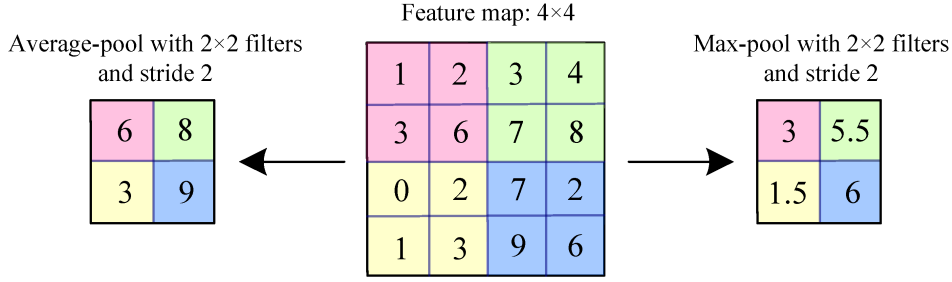 Feature map: 4×4
Average-pool with 2×2 filters
and stride 2
6 8
3 9
1 2 3 4
3 6 7 8
0 2 7 2
1 3 9 6
Max-pool with 2×2 filters
and stride 2
3 5.5
1.5 6